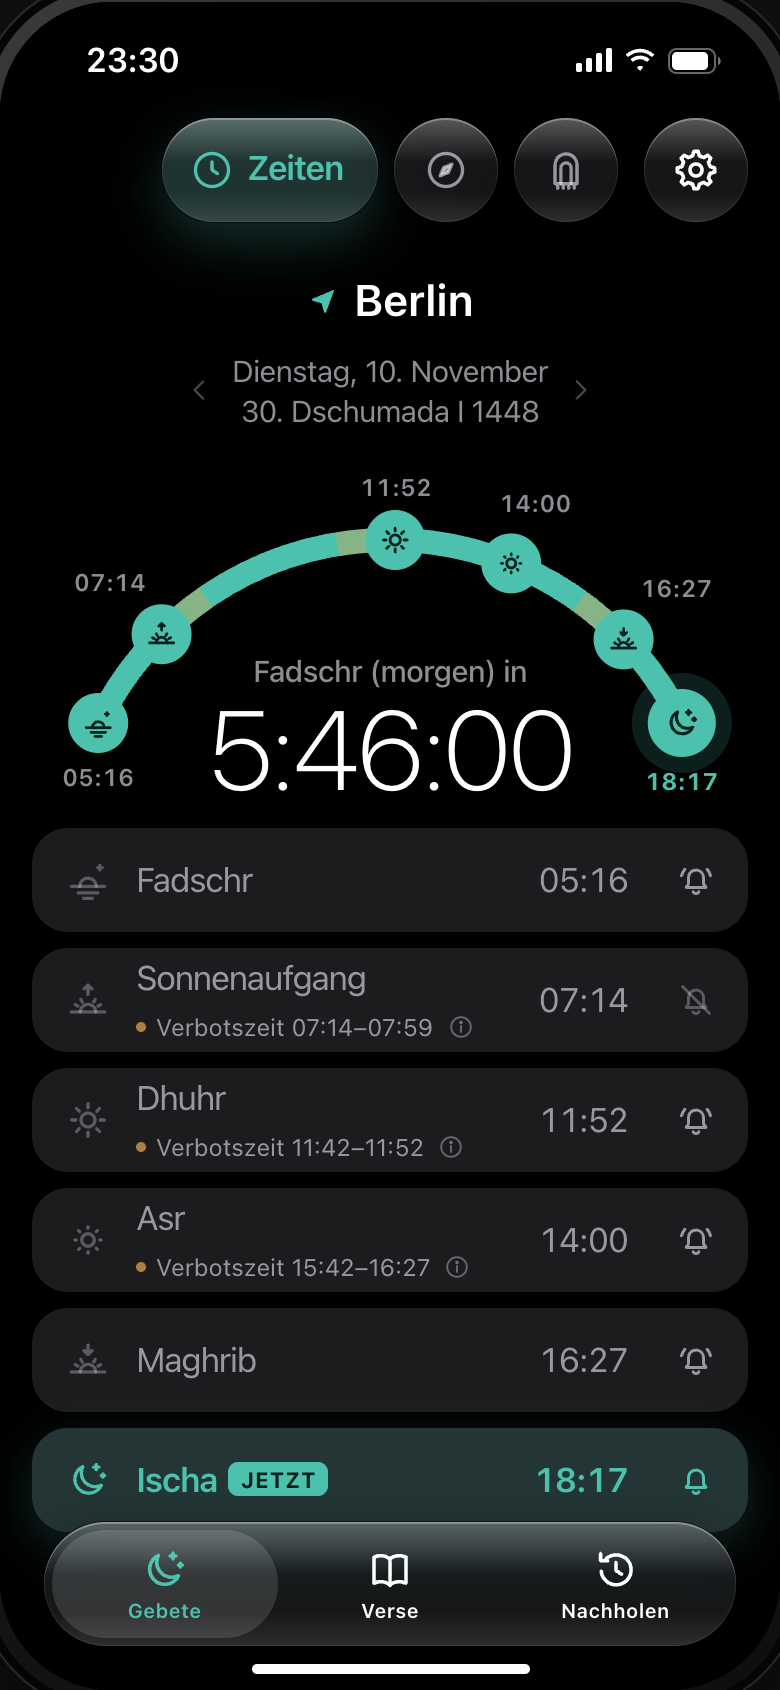 23:30
Zeiten
Berlin
Dienstag, 10. November
30. Dschumada I 1448
11:52
14:00
07:14
16:27
Fadschr (morgen) in
5:46:00
05:16
18:17
Fadschr 05:16
Sonnenaufgang
07:14
Verbotszeit 07:14–07:59
Dhuhr
11:52
Verbotszeit 11:42–11:52
Asr
14:00
Verbotszeit 15:42–16:27
Maghrib 16:27
Ischa JETZT 18:17
Gebete
Verse
Nachholen